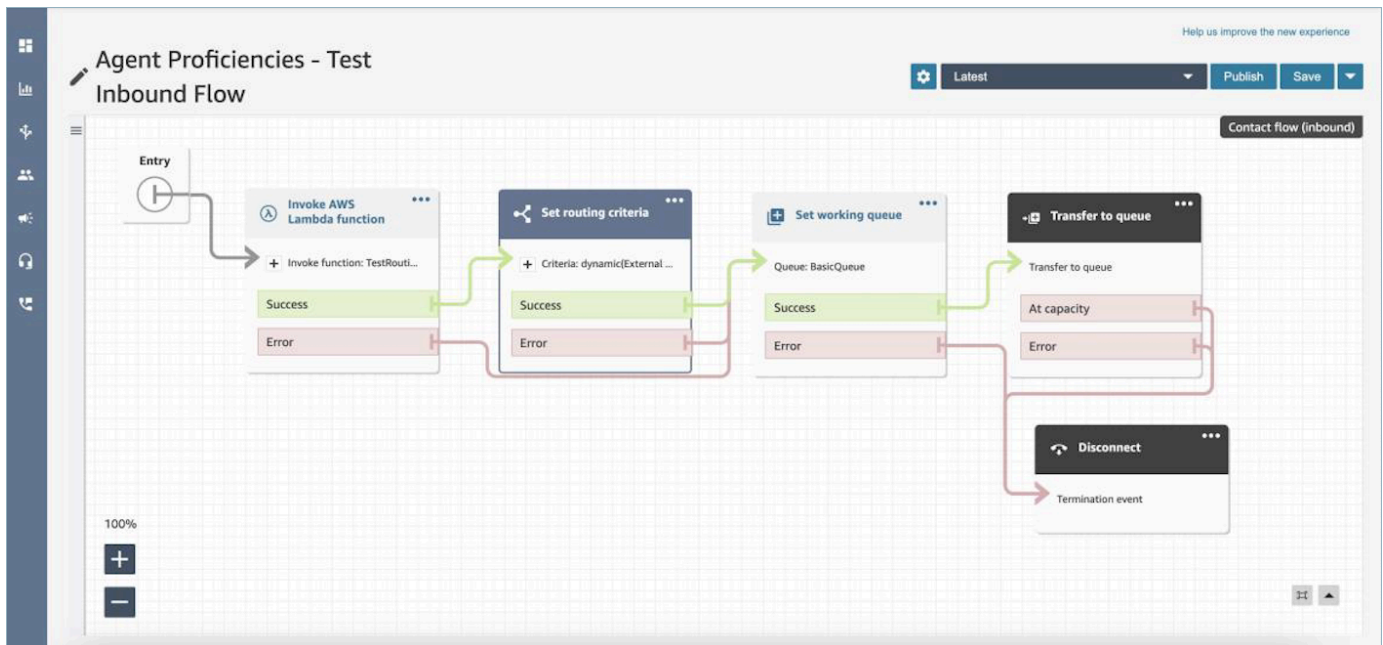 Help us improve the new experience
Agent Proficiencies - Test
Inbound Flow
Latest
Publish
Save
Contact flow (inbound)
Entry
Invoke AWS
Lambda function
Invoke function: TestRouti...
Success
Error
Set routing criteria
Criteria: dynamic(External ...
Success
Error
Set working queue
Queue: BasicQueue
Success
Error
Transfer to queue
Transfer to queue
At capacity
Error
Disconnect
Termination event
100%